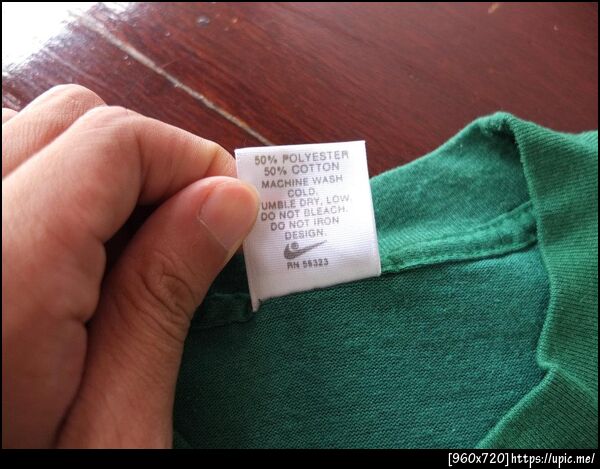 50% POLYESTER
50% COTTON
MACHINE WASH
COLD.
UMBLE DRY, LOW.
DO NOT BLEACH.
DO NOT IRON
DESIGN.
RN 56323
[960x720]https://upic.me/